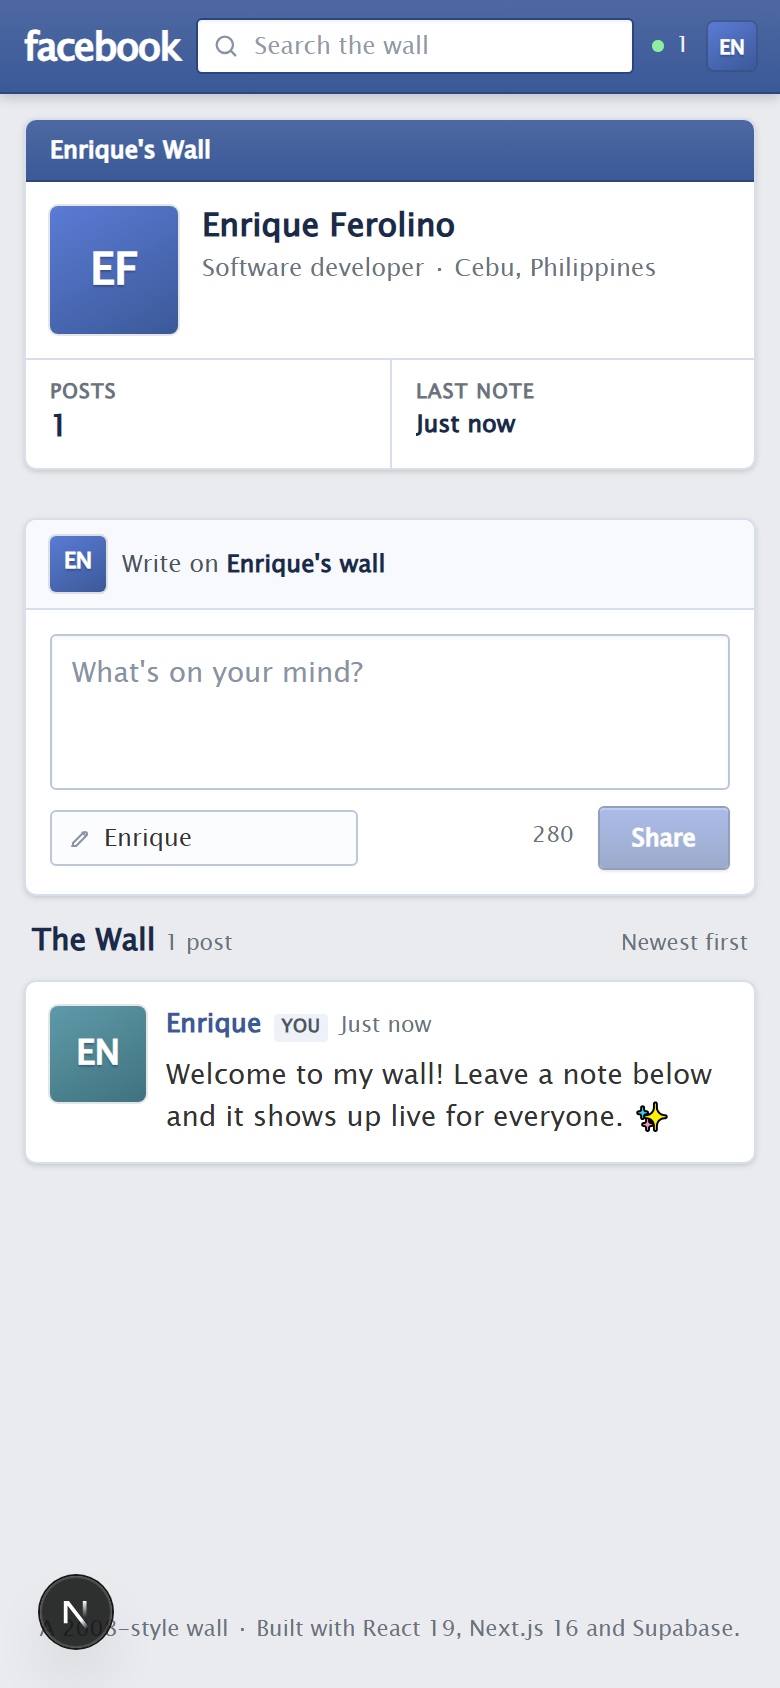 facebook
Search the wall
1
EN
Enrique's Wall
EF
Enrique Ferolino
Software developer · Cebu, Philippines
POSTS
1
LAST NOTE
Just now
EN
Write on Enrique's wall
What's on your mind?
Enrique
280
Share
The Wall 1 post
Newest first
EN
Enrique YOU Just now
Welcome to my wall! Leave a note below
and it shows up live for everyone. ✨
N
A 2008-style wall · Built with React 19, Next.js 16 and Supabase.